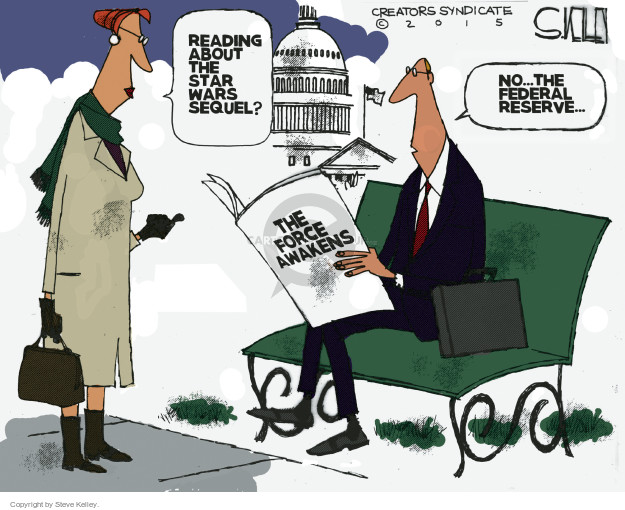 CREATORS SYNDICATE
© 2015
READING
ABOUT
THE
STAR
WARS
SEQUEL?
NO...THE
FEDERAL
RESERVE...
THE
FORCE
AWAKENS
Copyright by Steve Kelley.